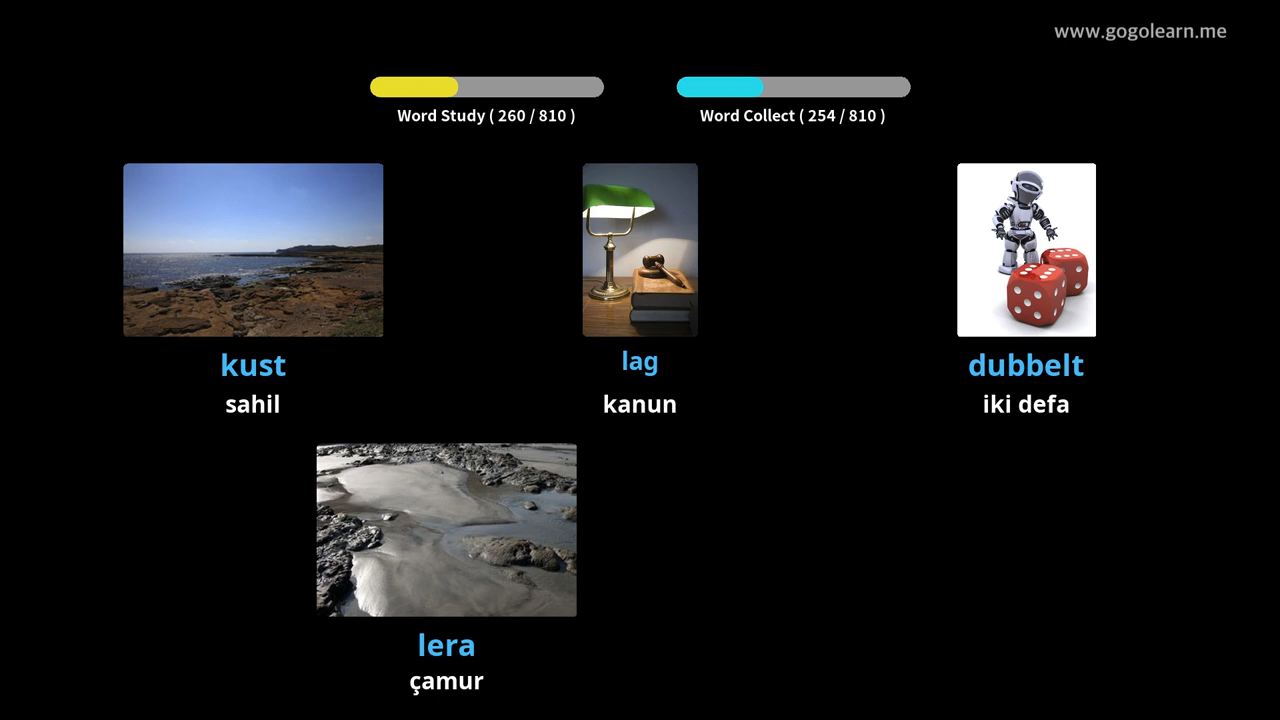 www.gogolearn.me
Word Study ( 260 / 810 )
Word Collect ( 254 / 810 )
kust
sahil
lag
kanun
dubbelt
iki defa
lera
çamur